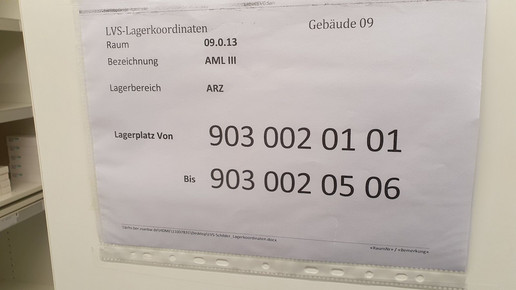 LVS-Lagerkoordinaten Gebäude 09
Raum 09.0.13
Bezeichnung AML III
Lagerbereich ARZ
Lagerplatz Von 903 002 01 01
Bis 903 002 05 06